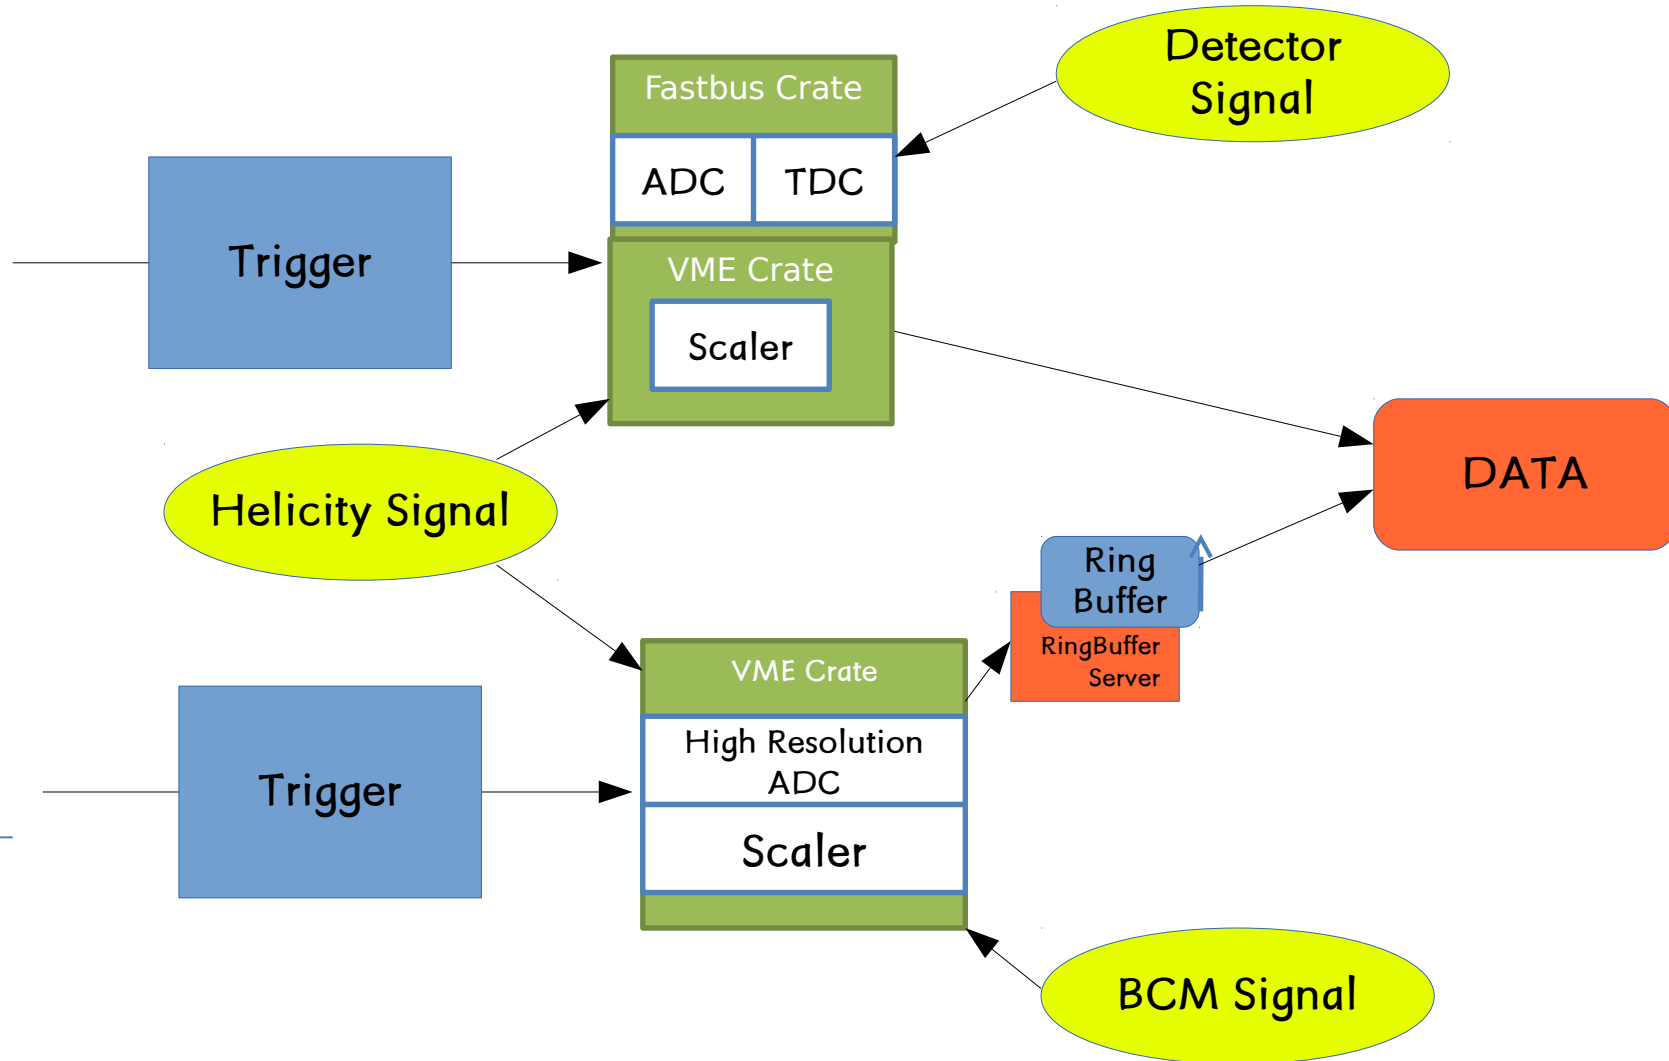 Detector
Signal
Fastbus Crate
ADC
TDC
Trigger
VME Crate
Scaler
DATA
Helicity Signal
Ring
Buffer
RingBuffer
Server
VME Crate
High Resolution
ADC
Trigger
Scaler
BCM Signal